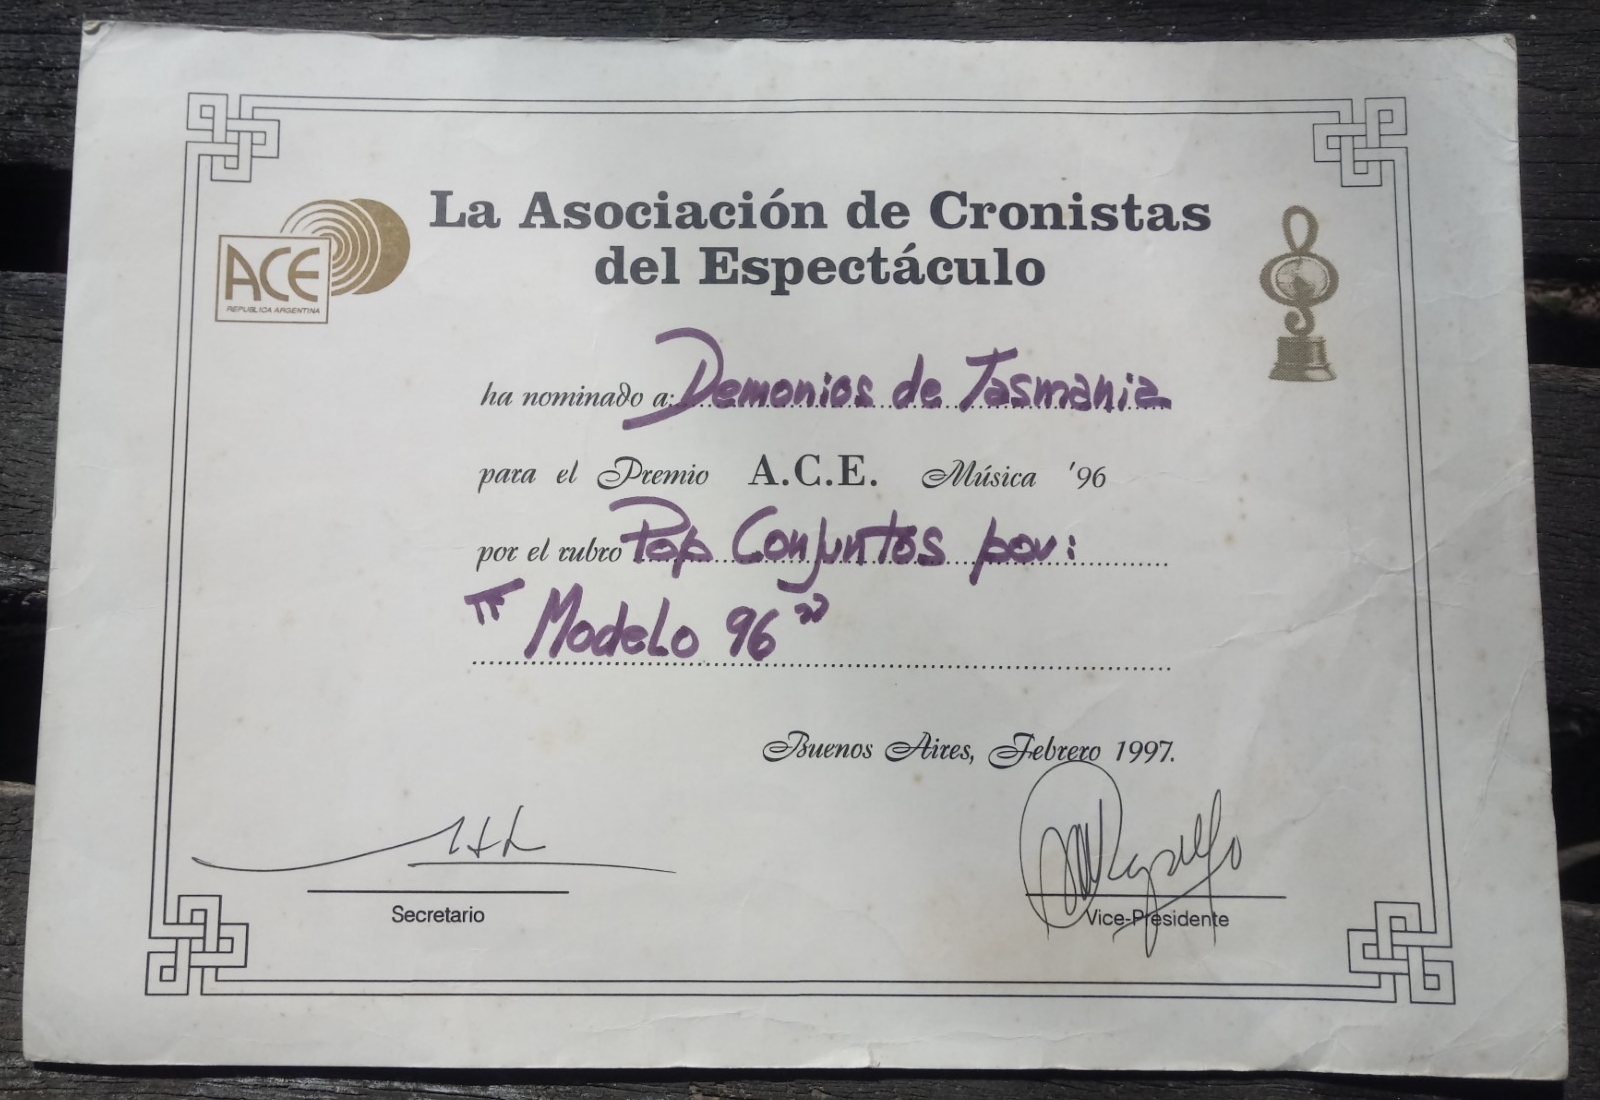 La Asociación de Cronistas
del Espectáculo
ACE
REPUBLICA ARGENTINA
ha nominado a: Demonios de Tasmania
para el Premio A.C.E. Música '96
por el rubro Pop Conjuntos por:
"Modelo 96"
Buenos Aires, Febrero 1997.
Secretario
Vice-Presidente